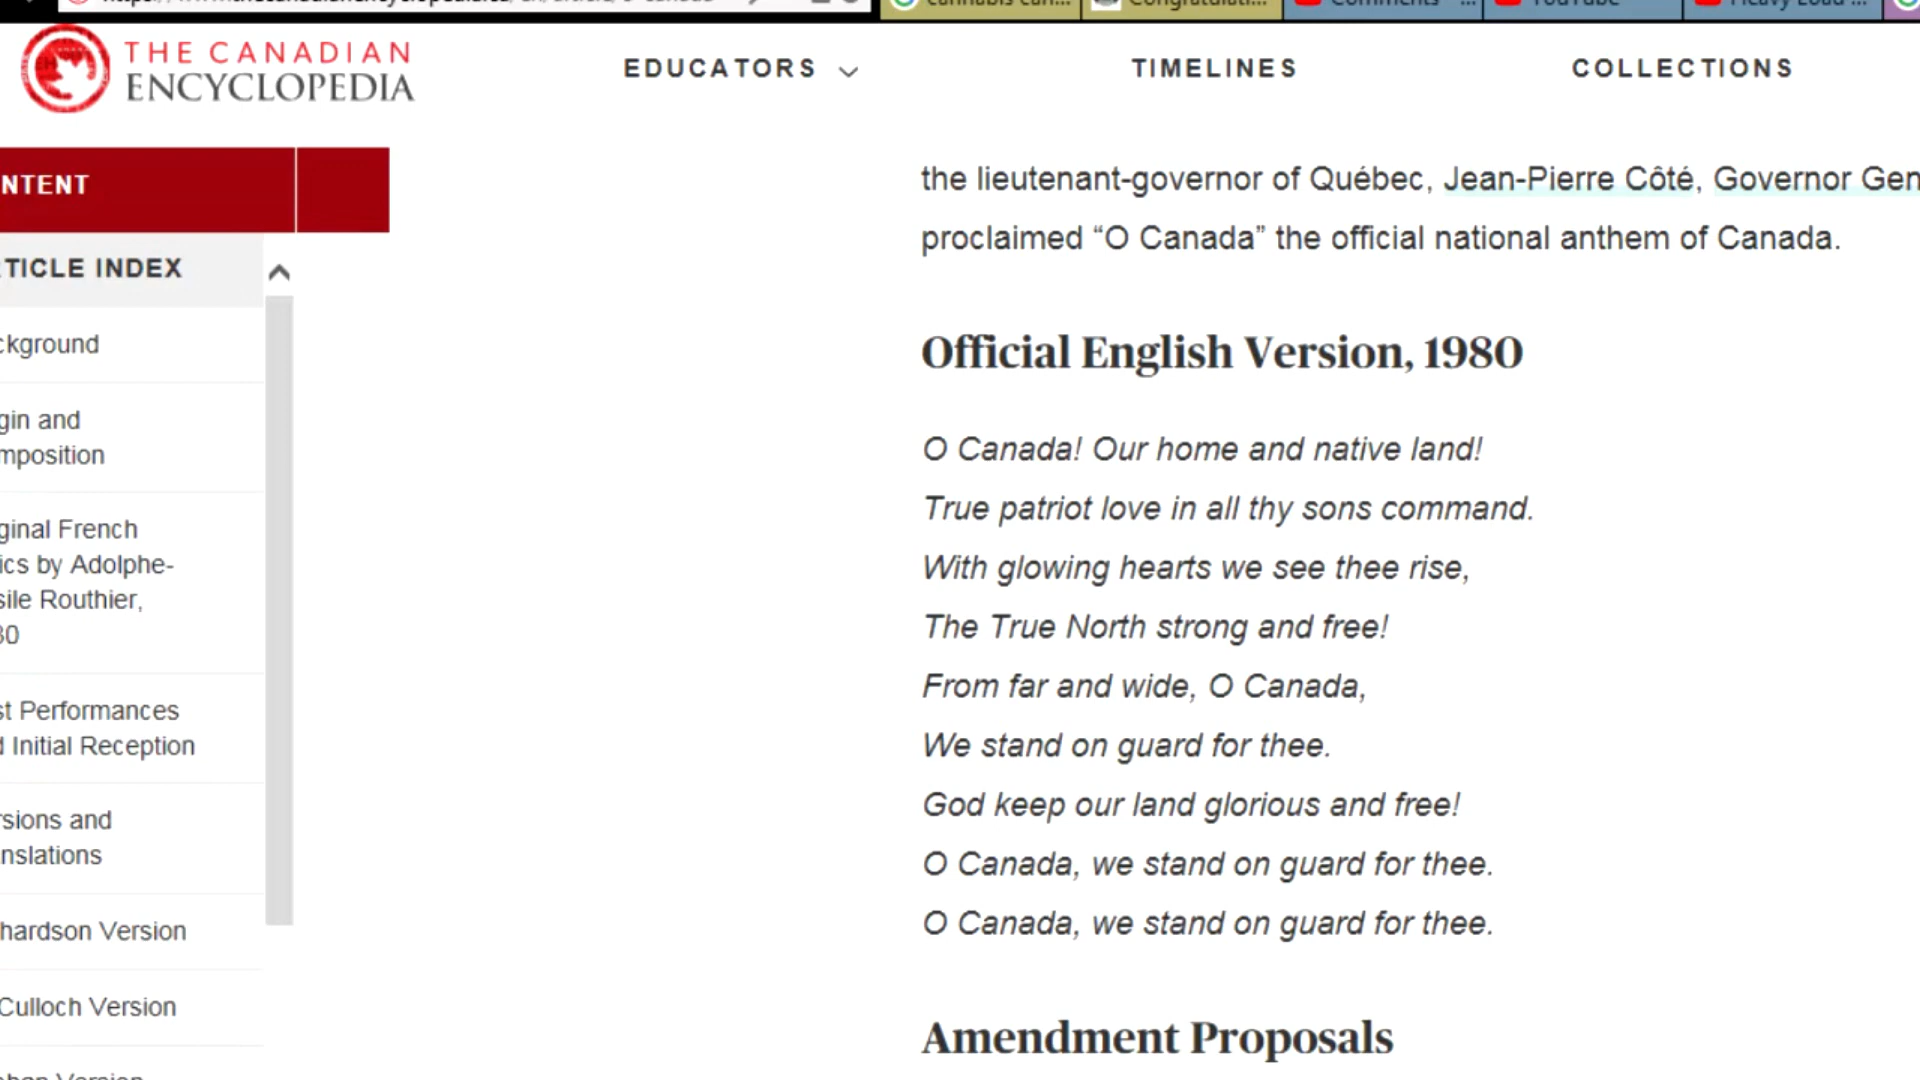 THE CANADIAN
ENCYCLOPEDIA
EDUCATORS
TIMELINES
COLLECTIONS
NTENT
TICLE INDEX
ckground
gin and
mposition
ginal French
ics by Adolphe-
sile Routhier,
30
st Performances
d Initial Reception
rsions and
nslations
hardson Version
Culloch Version
the lieutenant-governor of Québec, Jean-Pierre Côté, Governor Gen
proclaimed “O Canada” the official national anthem of Canada.
Official English Version, 1980
O Canada! Our home and native land!
True patriot love in all thy sons command.
With glowing hearts we see thee rise,
The True North strong and free!
From far and wide, O Canada,
We stand on guard for thee.
God keep our land glorious and free!
O Canada, we stand on guard for thee.
O Canada, we stand on guard for thee.
Amendment Proposals